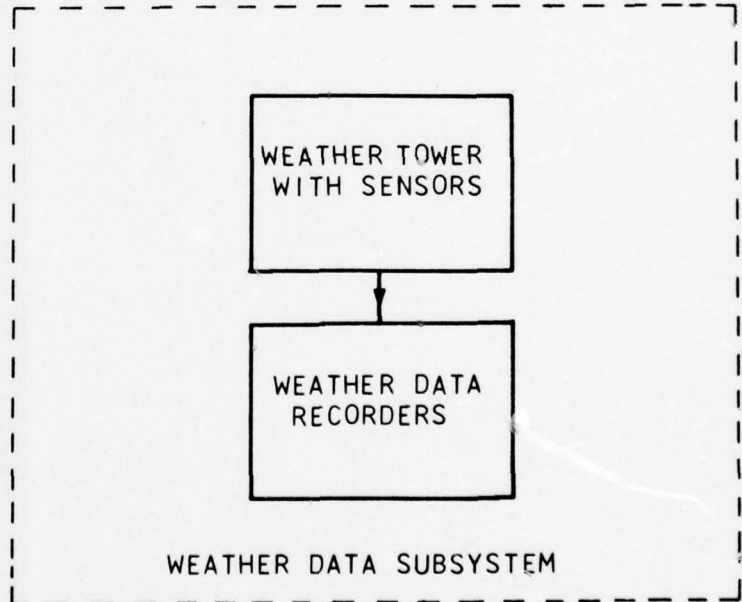 WEATHER TOWER
WITH SENSORS
WEATHER DATA
RECORDERS
WEATHER DATA SUBSYSTEM